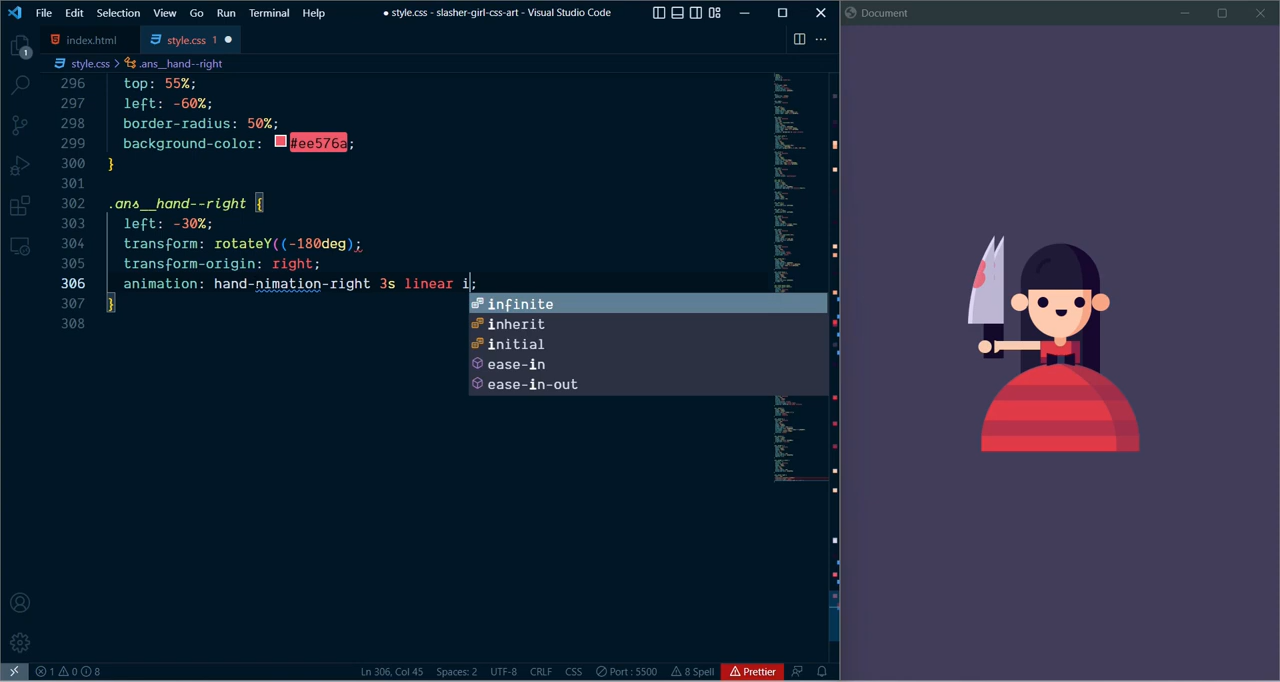 File Edit Selection View Go Run Terminal Help
● style.css - slasher-girl-css-art - Visual Studio Code
Document
index.html
style.css 1 ●
style.css > .ans__hand--right
1
296 top: 55%;
297 left: -60%;
298 border-radius: 50%;
299 background-color: #ee576a;
300 }
301
302 .ans__hand--right {
303 left: -30%;
304 transform: rotateY((-180deg);
305 transform-origin: right;
306 animation: hand-nimation-right 3s linear i;
307 }
308
infinite
inherit
initial
ease-in
ease-in-out
1 0 8
Ln 306, Col 45 Spaces: 2 UTF-8 CRLF CSS Port : 5500 8 Spell Prettier